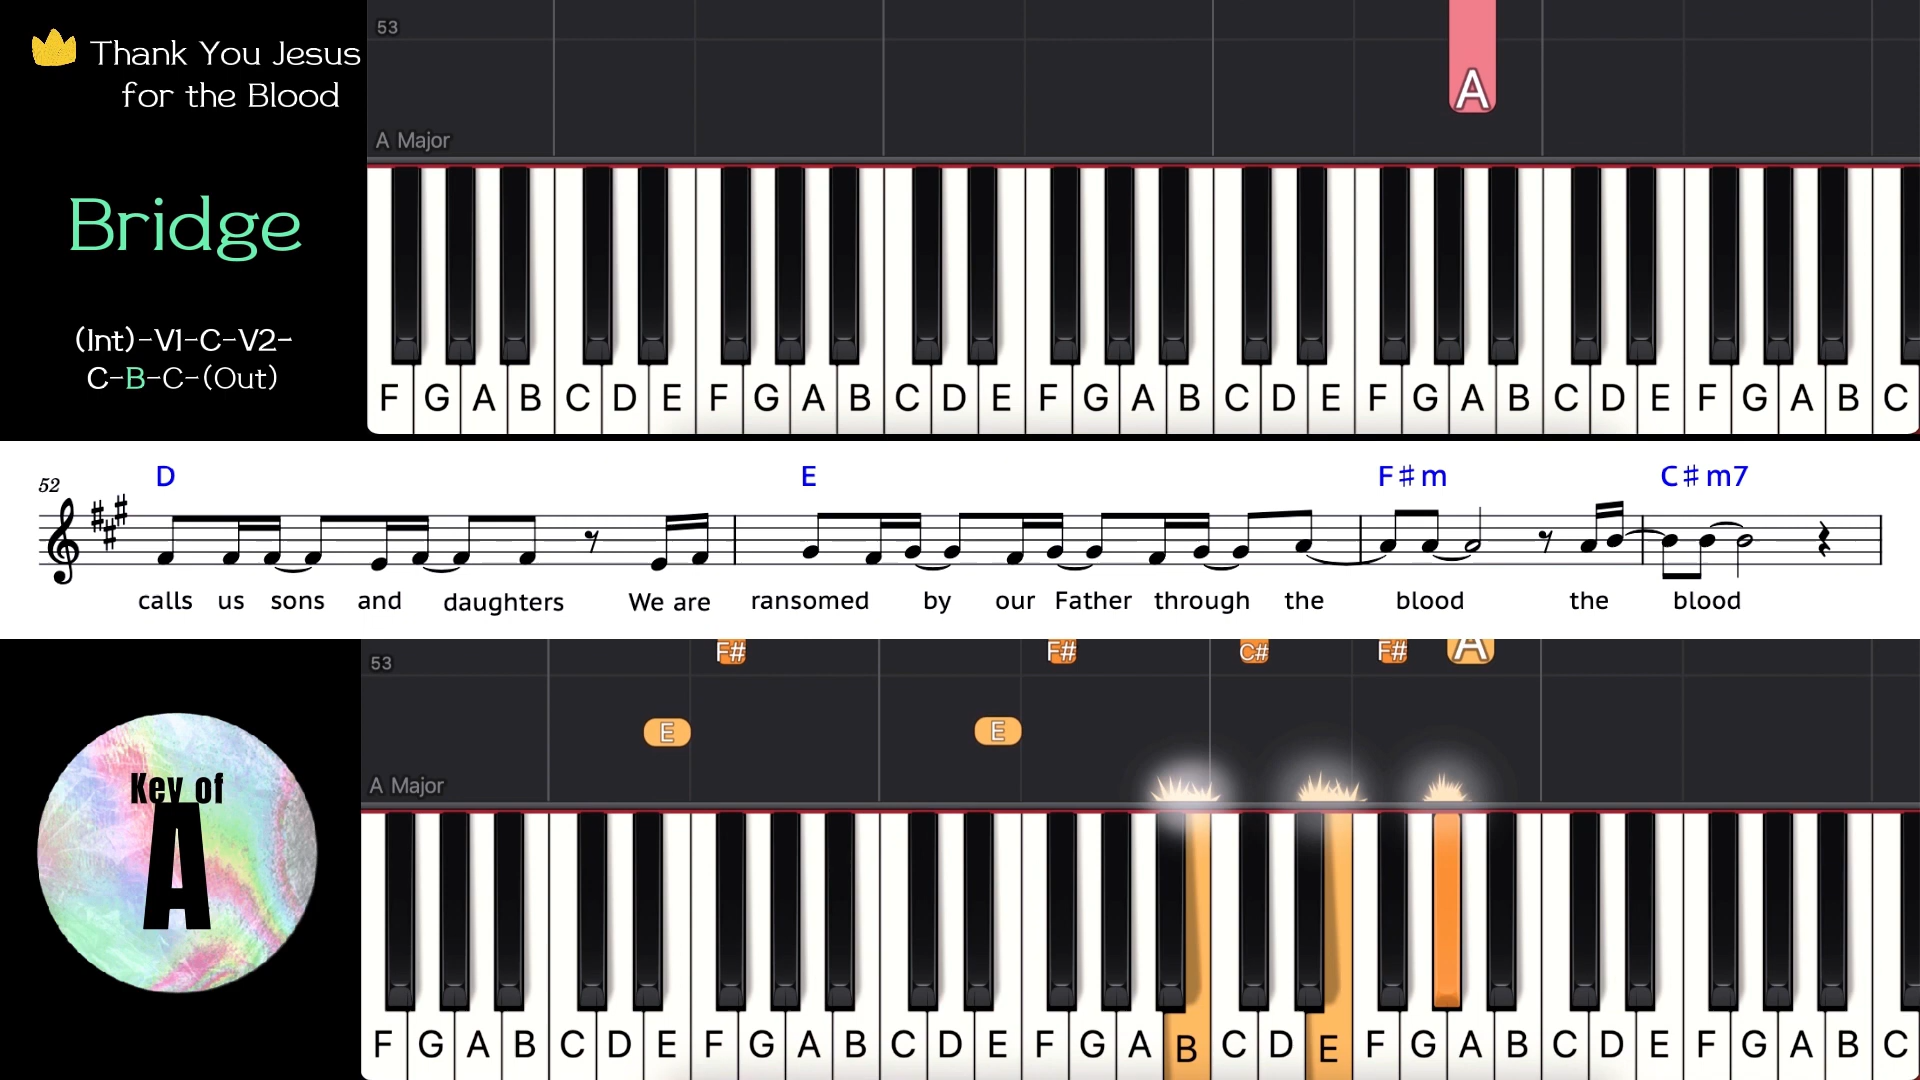 Thank You Jesus
for the Blood
Bridge
(Int)-V1-C-V2-
C-B-C-(Out)
53
A
A Major
F G A B C D E F G A B C D E F G A B C D E F G A B C D E F G A B C
52
D E F♯m C♯m7
calls us sons and daughters We are ransomed by our Father through the blood the blood
Key of
A
53
F# F# C# F# A
E E
A Major
F G A B C D E F G A B C D E F G A B C D E F G A B C D E F G A B C